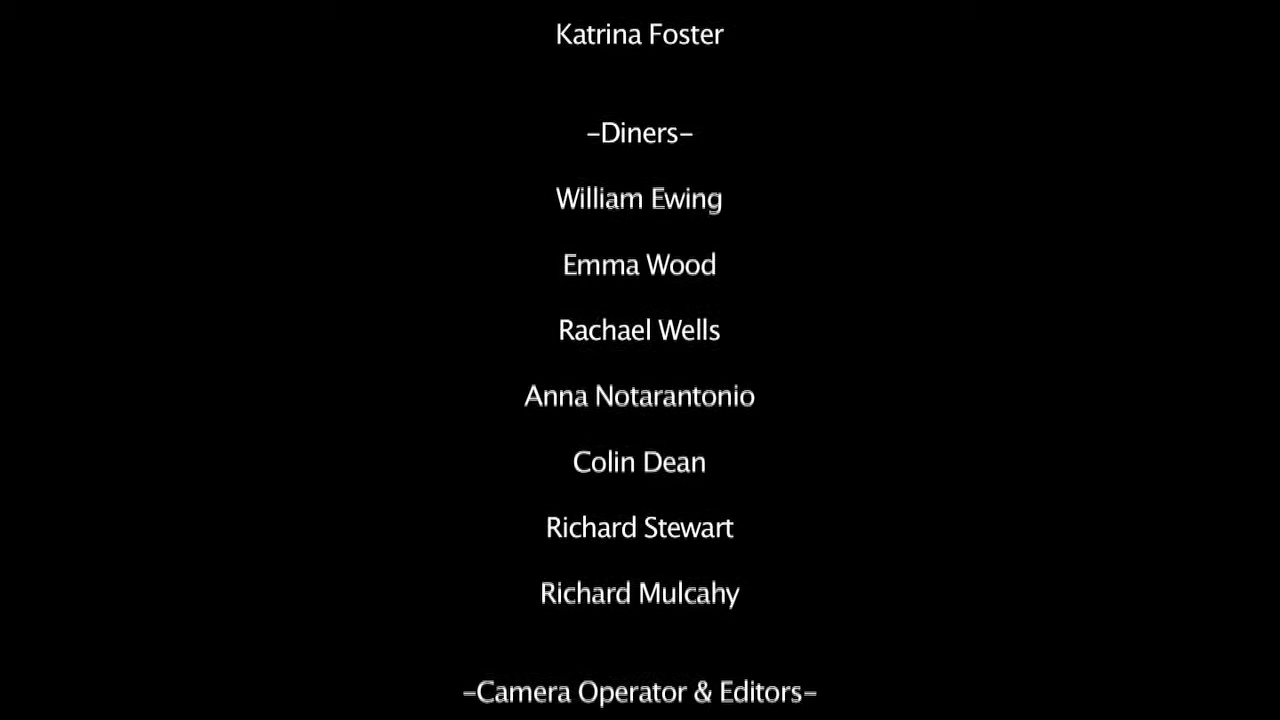 Katrina Foster
-Diners-
William Ewing
Emma Wood
Rachael Wells
Anna Notarantonio
Colin Dean
Richard Stewart
Richard Mulcahy
-Camera Operator & Editors-